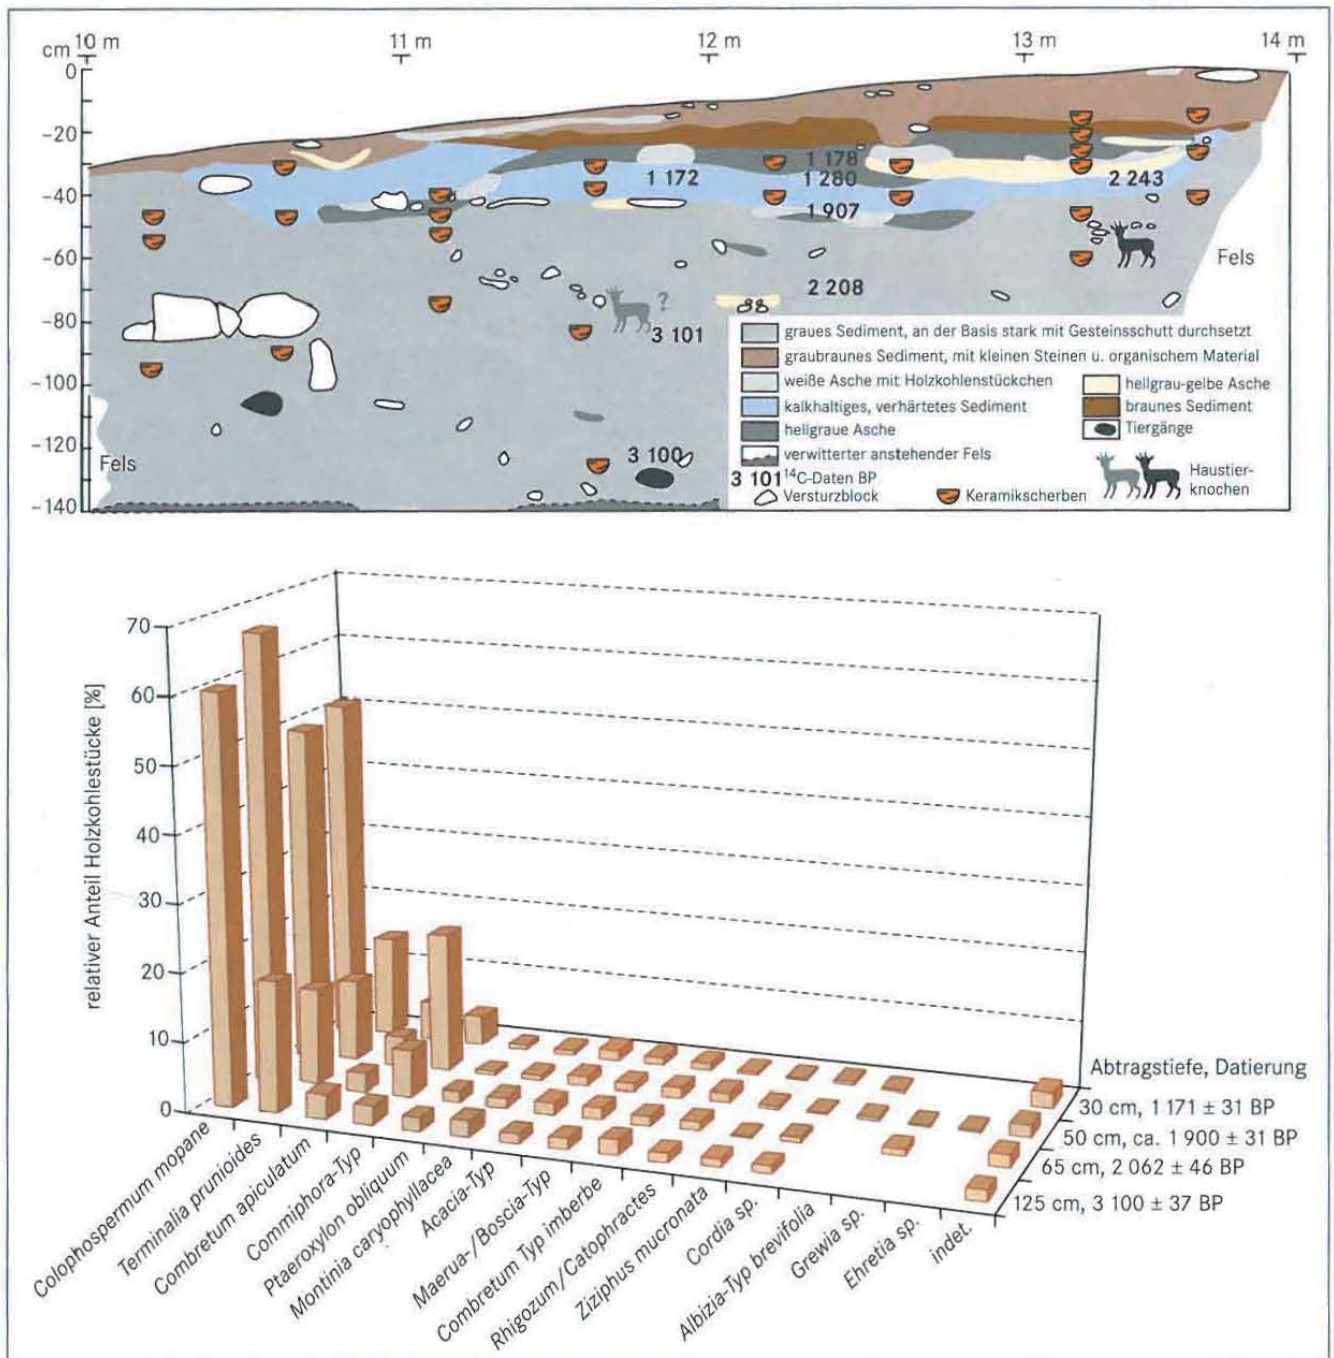 cm 10 m 11 m 12 m 13 m 14 m
0
-20
-40
-60
-80
-100
-120
-140
1 178
1 172 1 280 2 243
1 907
2 208
3 101
?
3 100
Fels
Fels
graues Sediment, an der Basis stark mit Gesteinsschutt durchsetzt
graubraunes Sediment, mit kleinen Steinen u. organischem Material
weiße Asche mit Holzkohlenstückchen
hellgrau-gelbe Asche
kalkhaltiges, verhärtetes Sediment
braunes Sediment
hellgraue Asche
Tiergänge
verwitterter anstehender Fels
3 101 14C-Daten BP
Haustier-
knochen
Versturzblock
Keramikscherben
relativer Anteil Holzkohlestücke [%]
70
60
50
40
30
20
10
0
Abtragstiefe, Datierung
30 cm, 1 171 ± 31 BP
50 cm, ca. 1 900 ± 31 BP
65 cm, 2 062 ± 46 BP
125 cm, 3 100 ± 37 BP
Colophospermum mopane
Terminalia prunioides
Combretum apiculatum
Commiphora-Typ
Ptaeroxylon obliquum
Montinia caryophyllacea
Acacia-Typ
Maerua-/Boscia-Typ
Combretum Typ imberbe
Rhigozum/Catophractes
Ziziphus mucronata
Cordia sp.
Albizia-Typ brevifolia
Grewia sp.
Ehretia sp.
indet.